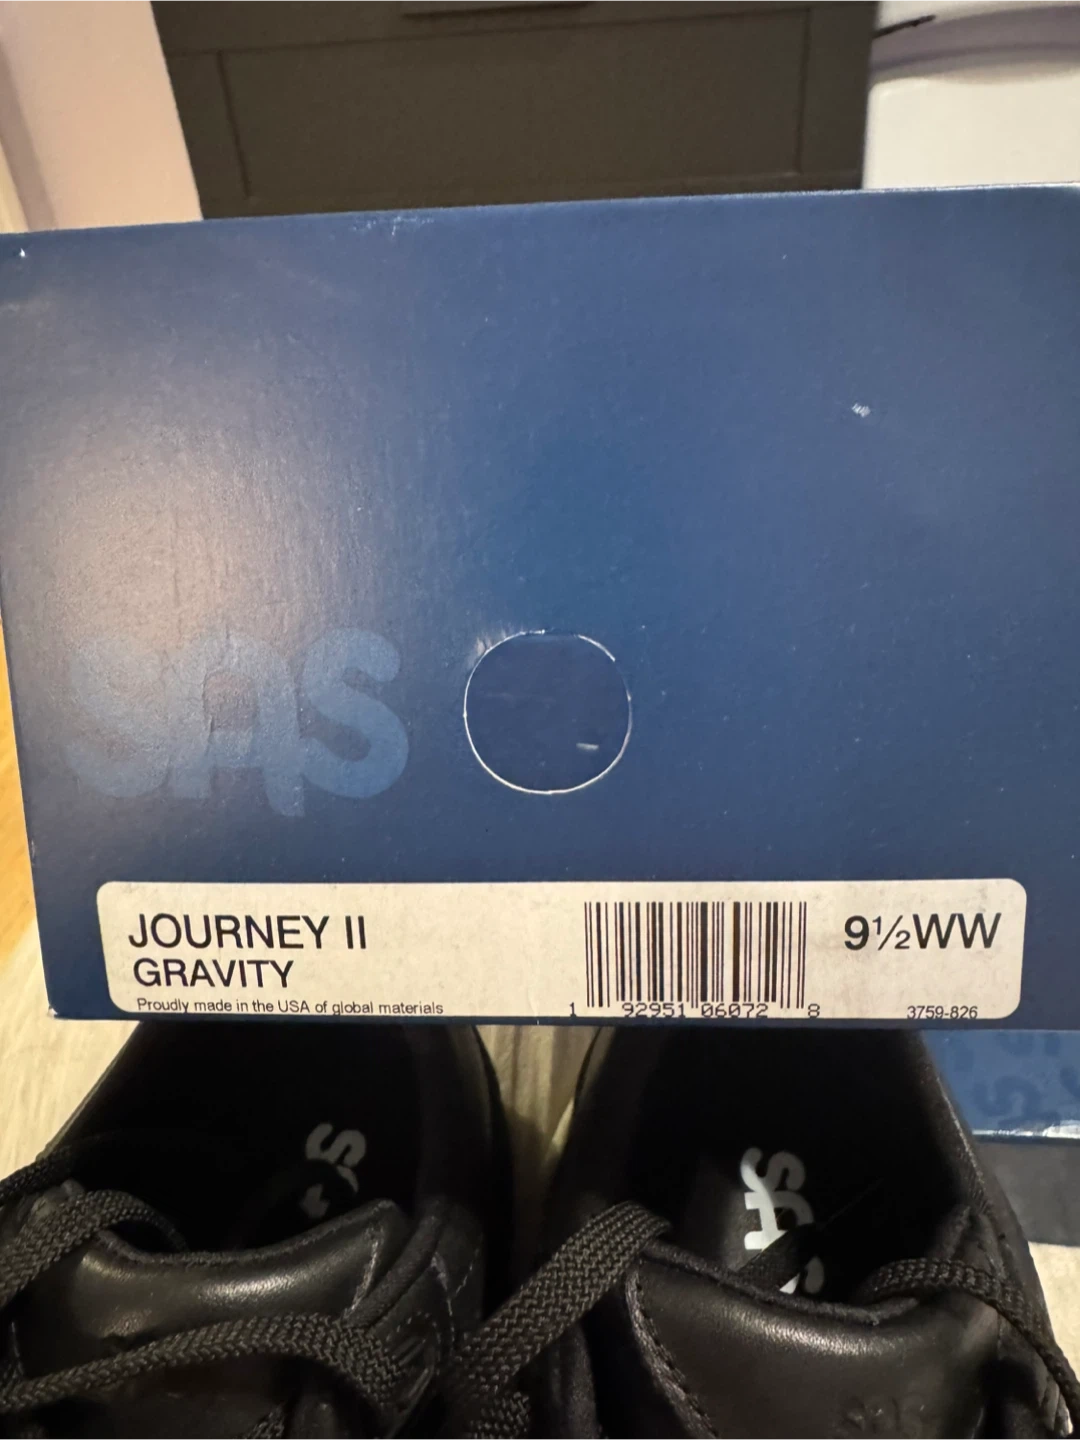 SAS
JOURNEY II
GRAVITY
Proudly made in the USA of global materials
1 92951 06072 8
9½WW
3759-826
SAS